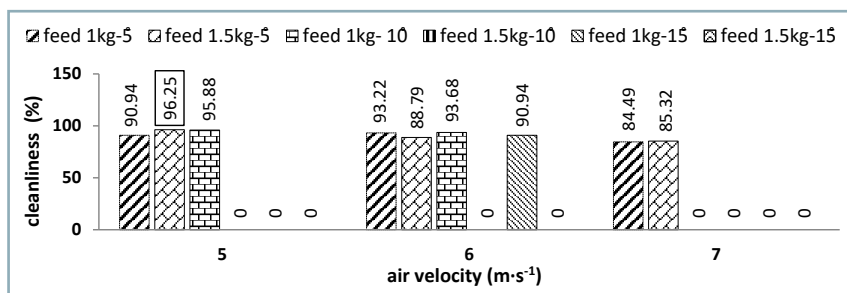 feed 1kg-5̊ feed 1.5kg-5̊ feed 1kg- 10̊ feed 1.5kg-10̊ feed 1kg-15̊ feed 1.5kg-15̊
150
100
50
0
cleanliness (%)
90.94 96.25 95.88 0 0 0
93.22 88.79 93.68 0 90.94 0
84.49 85.32 0 0 0 0
5 6 7
air velocity (m·s⁻¹)